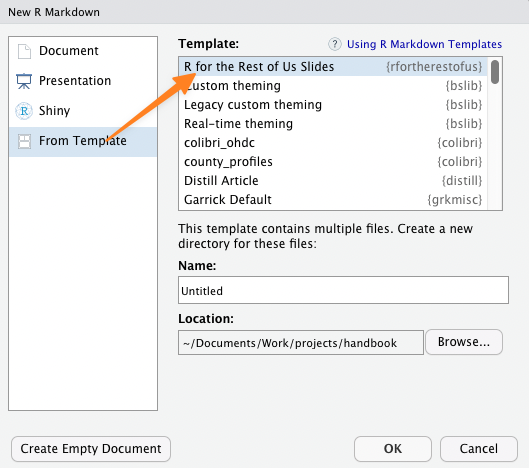 New R Markdown
Document
Presentation
Shiny
From Template
Template:
? Using R Markdown Templates
R for the Rest of Us Slides {rfortherestofus}
Custom theming {bslib}
Legacy custom theming {bslib}
Real-time theming {bslib}
colibri_ohdc {colibri}
county_profiles {colibri}
Distill Article {distill}
Garrick Default {grkmisc}
This template contains multiple files. Create a new
directory for these files:
Name:
Untitled
Location:
~/Documents/Work/projects/handbook
Browse...
Create Empty Document
OK
Cancel